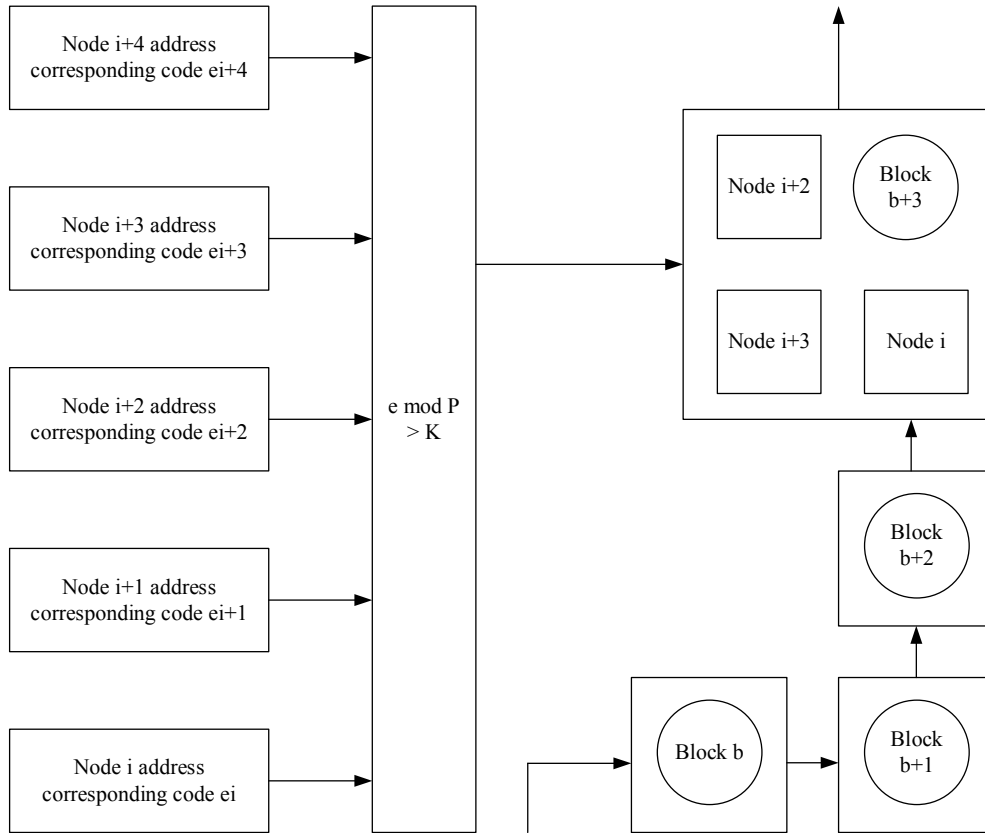 Node i+4 address
corresponding code ei+4
Node i+3 address
corresponding code ei+3
Node i+2 address
corresponding code ei+2
Node i+1 address
corresponding code ei+1
Node i address
corresponding code ei
e mod P
> K
Node i+2
Block
b+3
Node i+3
Node i
Block
b+2
Block b
Block
b+1